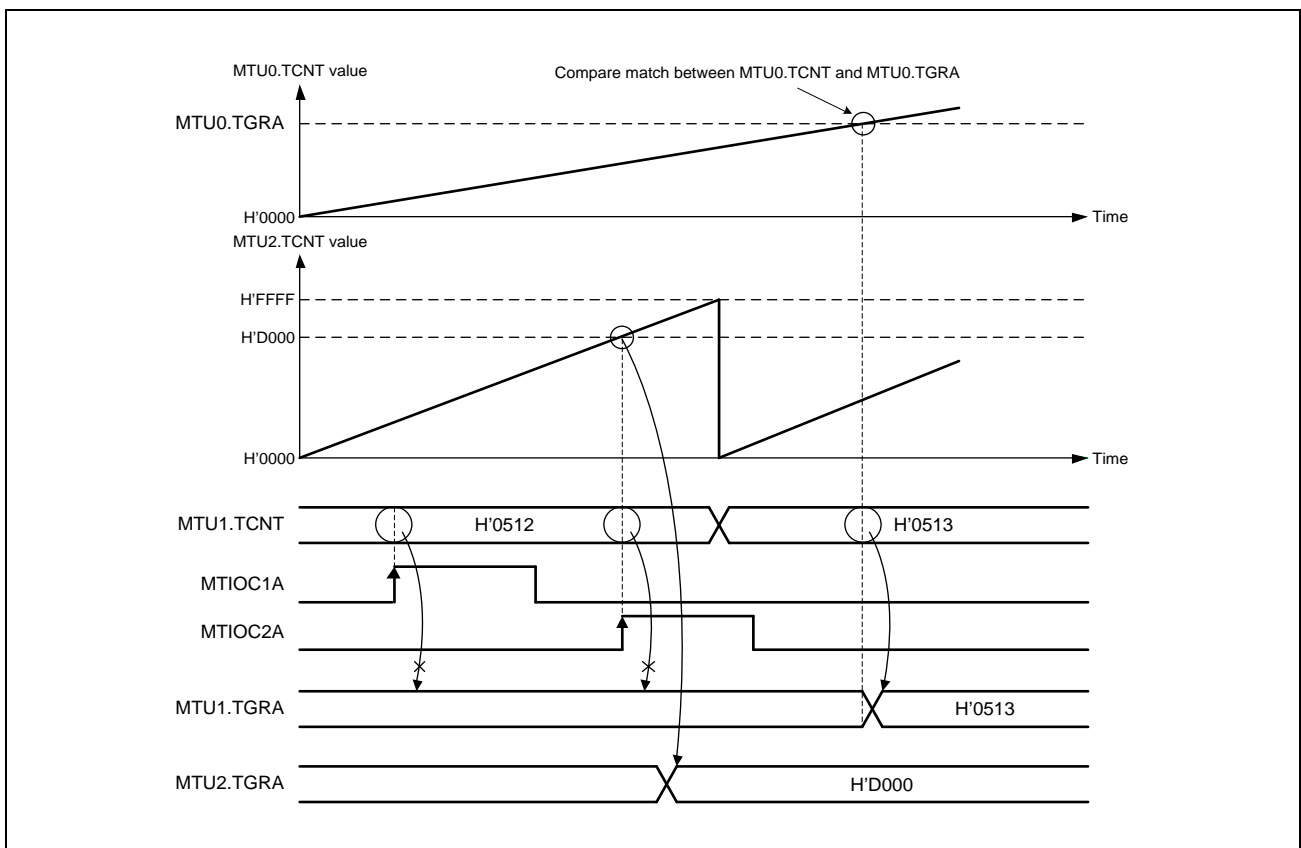 MTU0.TCNT value
Compare match between MTU0.TCNT and MTU0.TGRA
MTU0.TGRA
H'0000
Time
MTU2.TCNT value
H'FFFF
H'D000
H'0000
Time
MTU1.TCNT
H'0512
H'0513
MTIOC1A
MTIOC2A
MTU1.TGRA
H'0513
MTU2.TGRA
H'D000